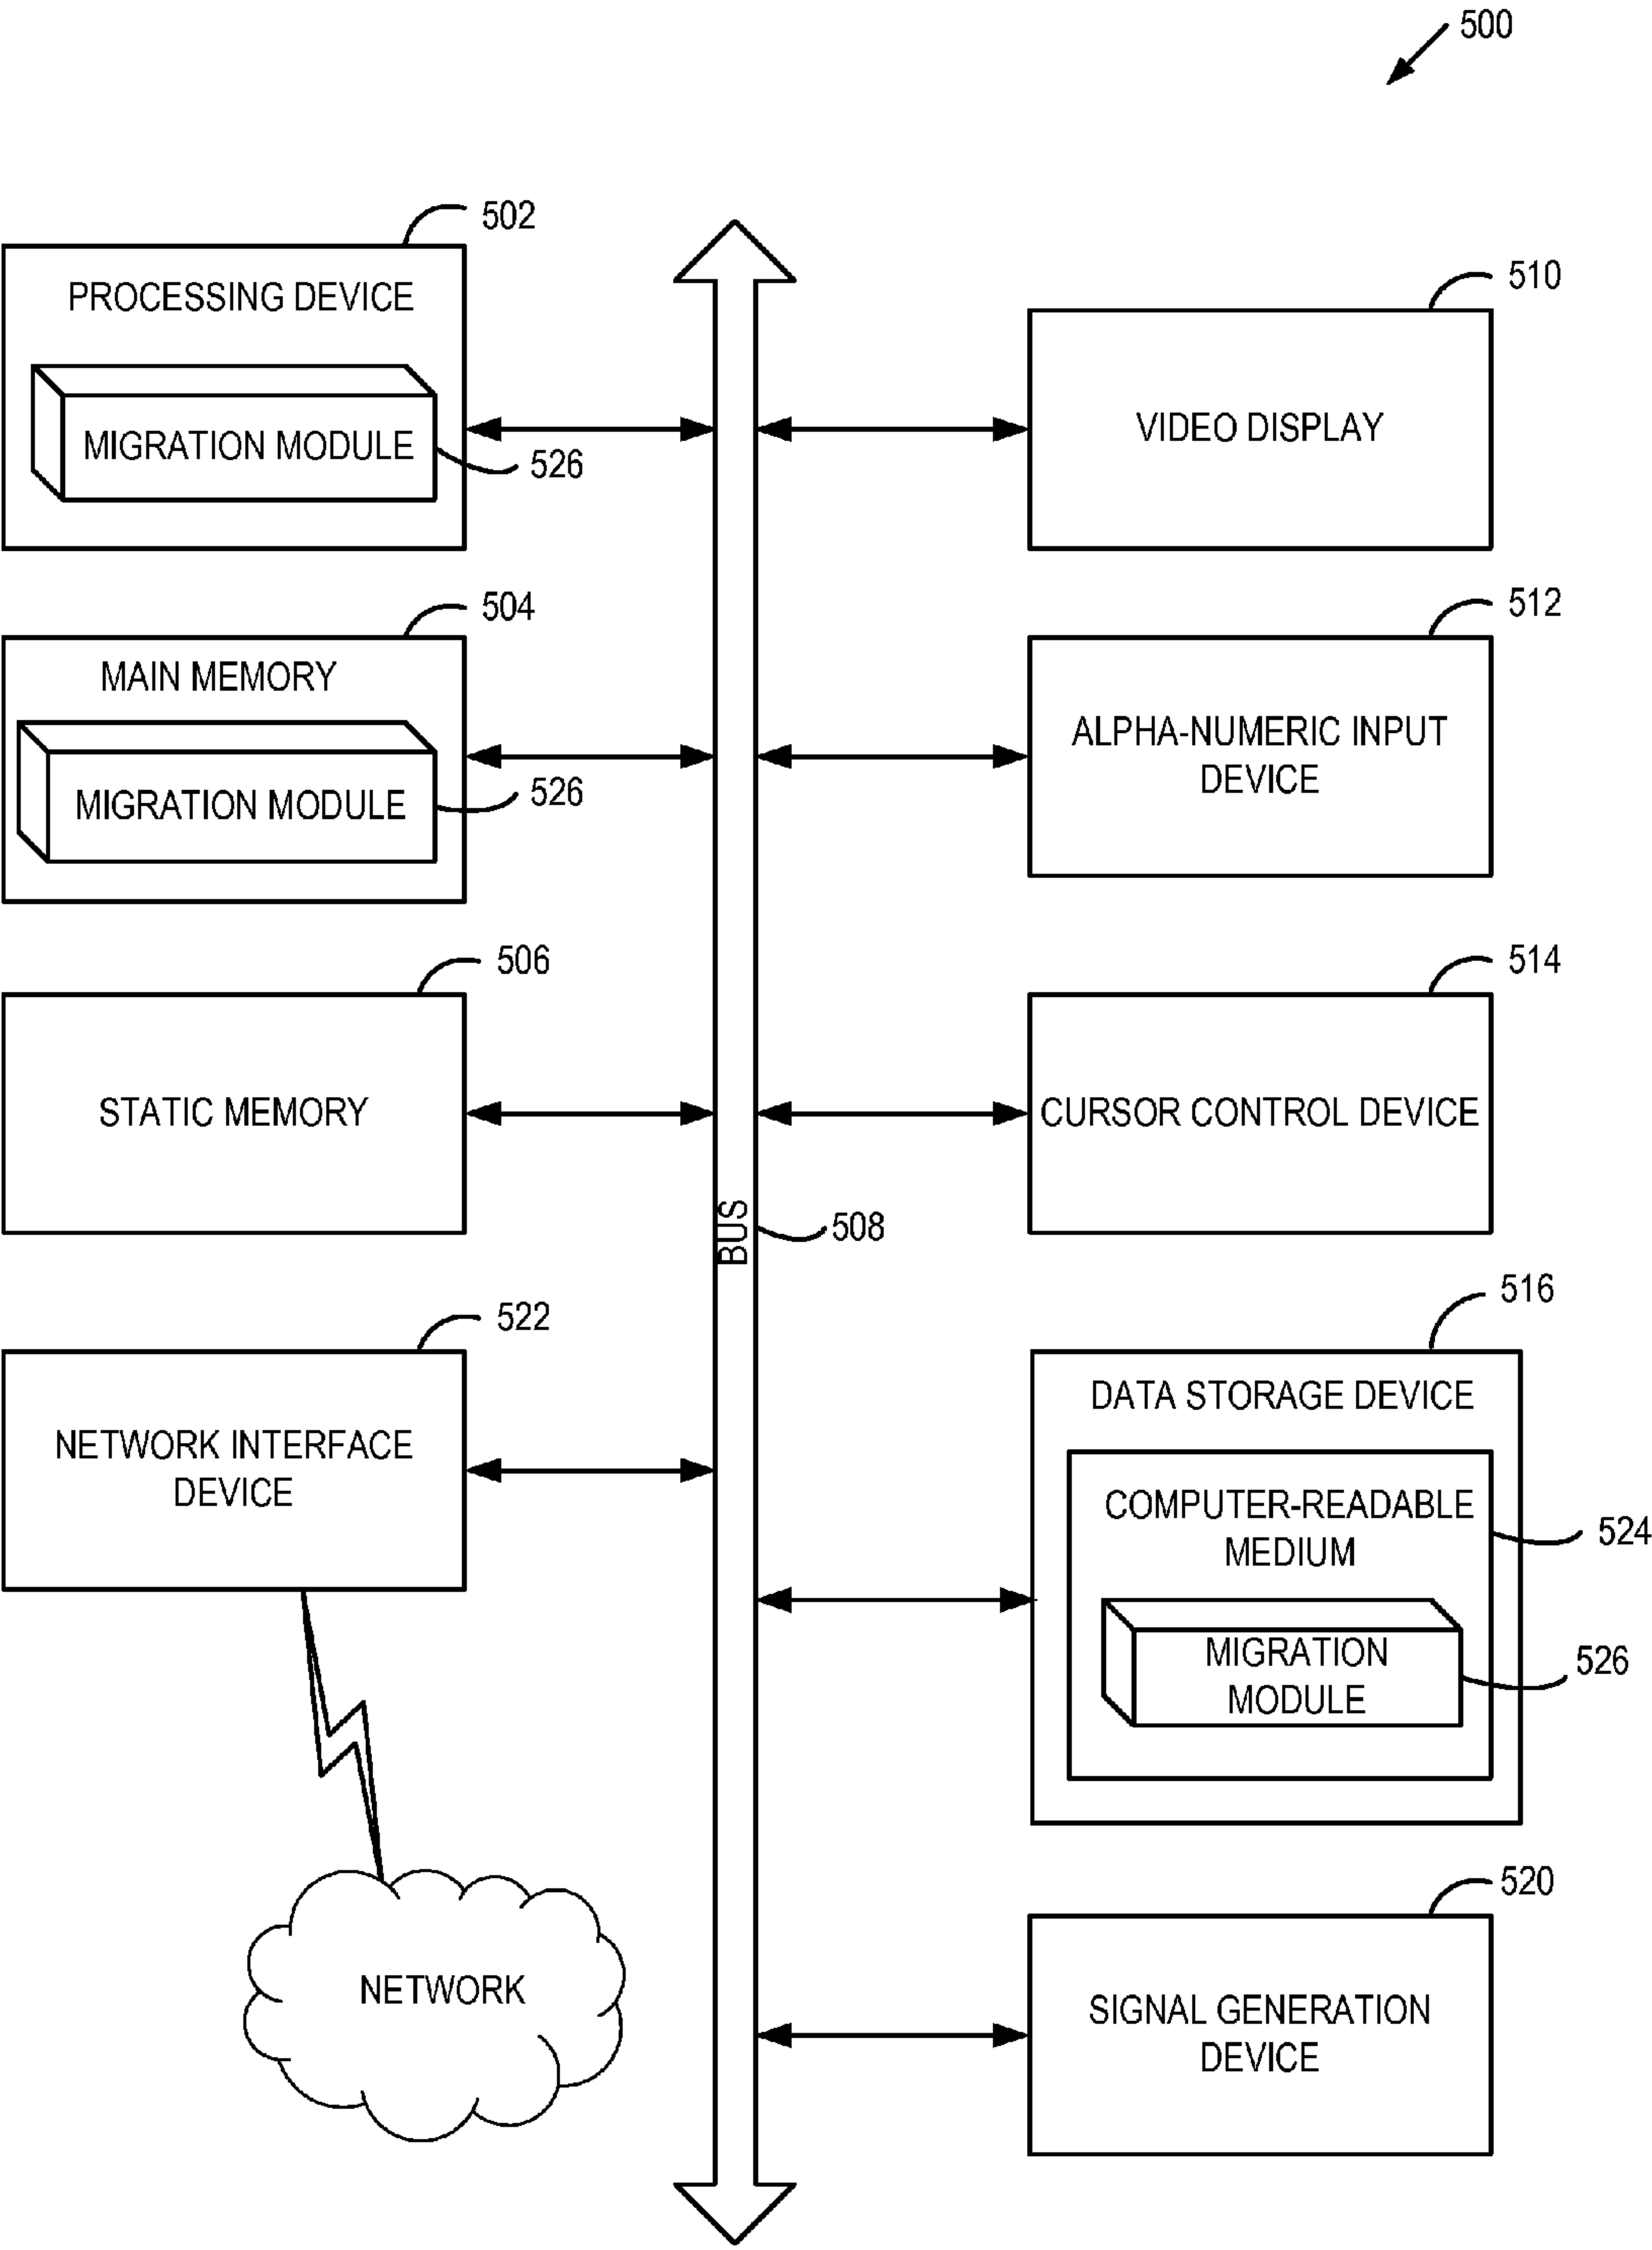 500
502
PROCESSING DEVICE
MIGRATION MODULE
526
504
MAIN MEMORY
MIGRATION MODULE
526
506
STATIC MEMORY
522
NETWORK INTERFACE
DEVICE
NETWORK
BUS
508
510
VIDEO DISPLAY
512
ALPHA-NUMERIC INPUT
DEVICE
514
CURSOR CONTROL DEVICE
516
DATA STORAGE DEVICE
COMPUTER-READABLE
MEDIUM
524
MIGRATION
MODULE
526
520
SIGNAL GENERATION
DEVICE